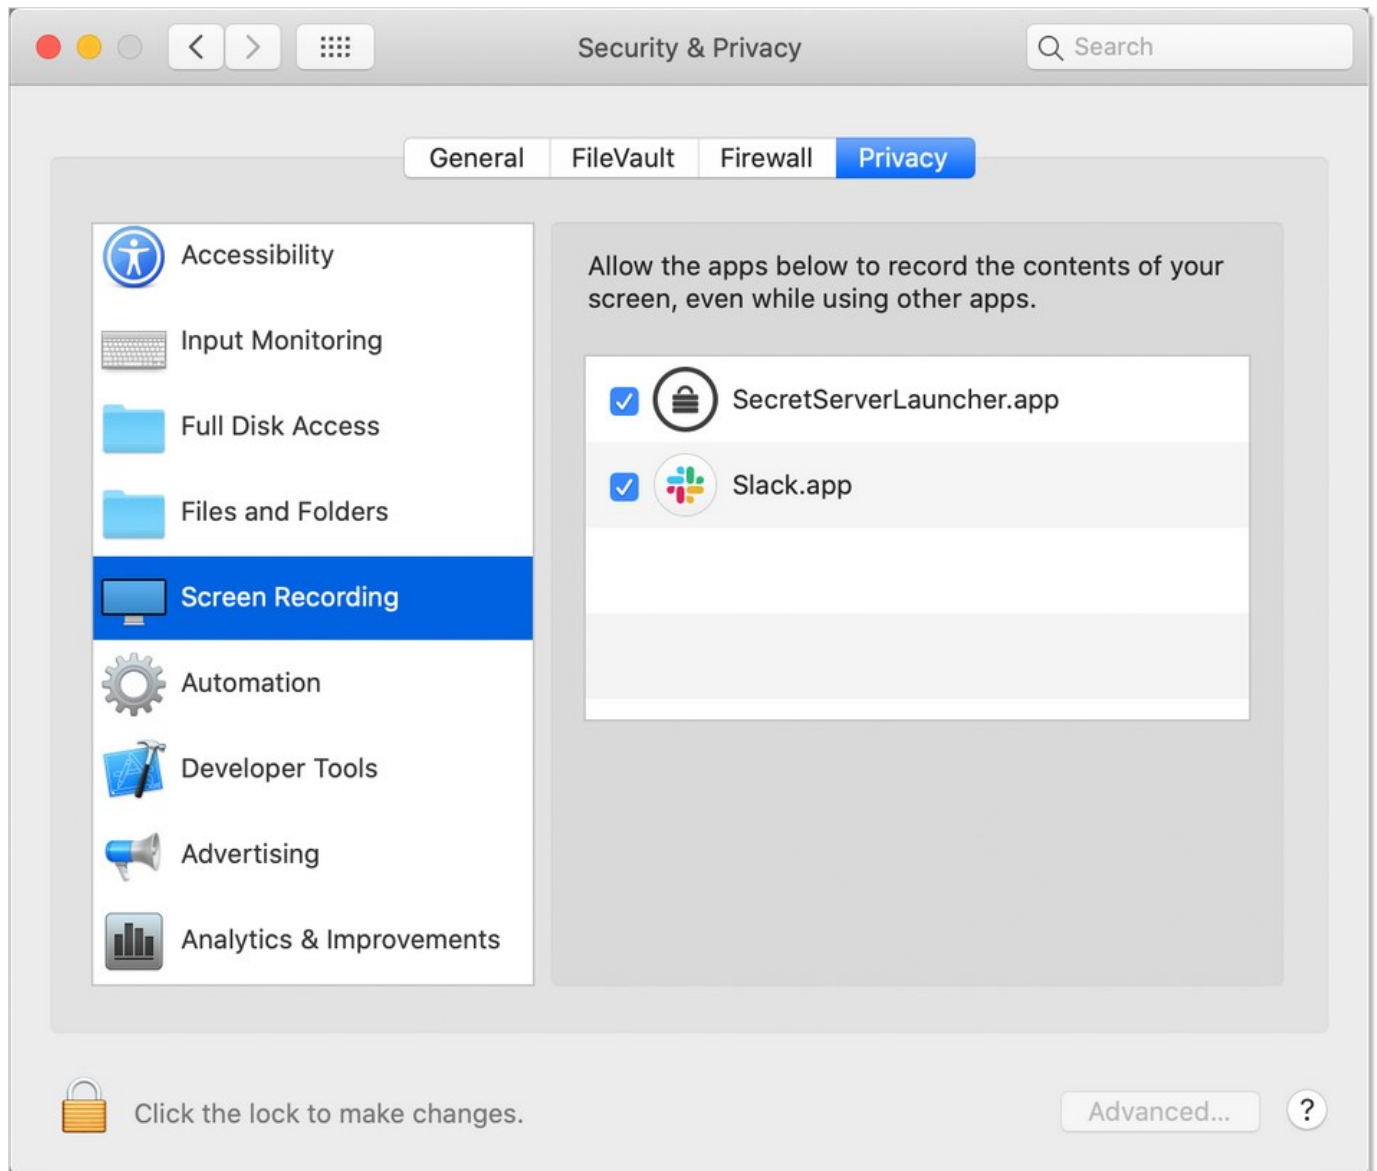 Security & Privacy
Search
General
FileVault
Firewall
Privacy
Accessibility
Input Monitoring
Full Disk Access
Files and Folders
Screen Recording
Automation
Developer Tools
Advertising
Analytics & Improvements
Allow the apps below to record the contents of your
screen, even while using other apps.
SecretServerLauncher.app
Slack.app
Click the lock to make changes.
Advanced...
?